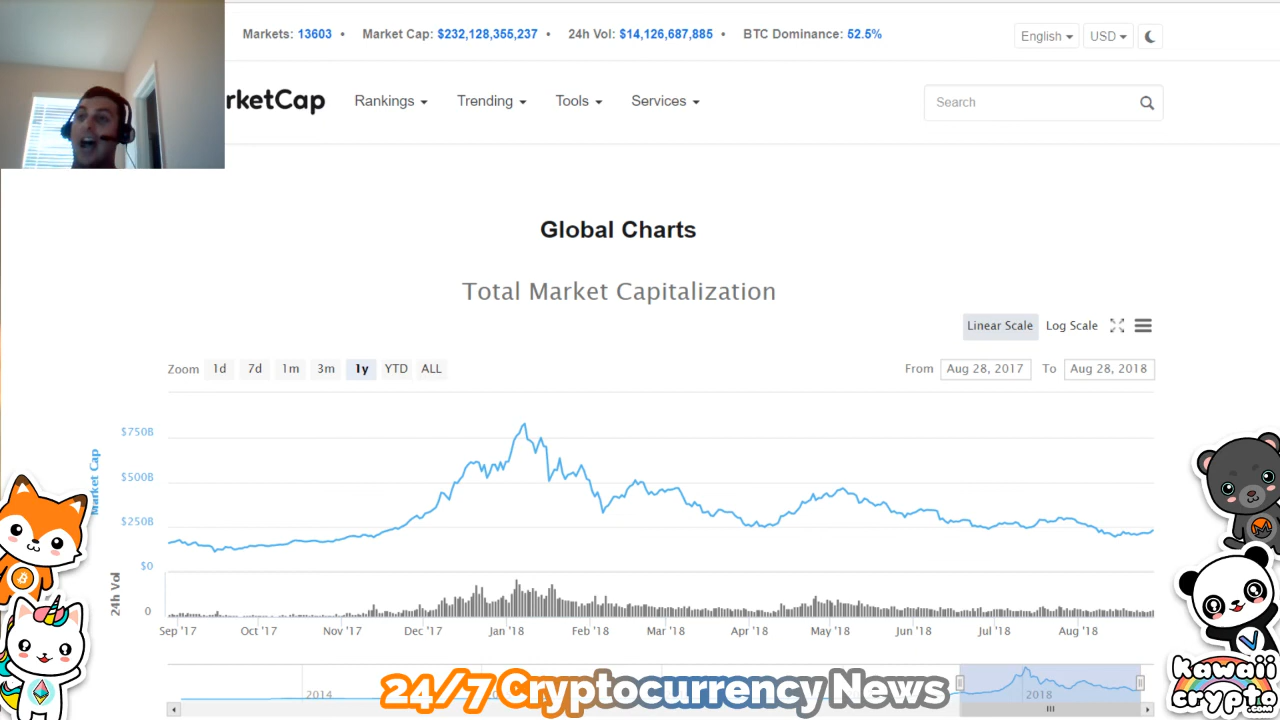 Markets: 13603 • Market Cap: $232,128,355,237 • 24h Vol: $14,126,687,885 • BTC Dominance: 52.5%
English USD
rketCap Rankings Trending Tools Services Search
Global Charts
Total Market Capitalization
Linear Scale Log Scale
Zoom 1d 7d 1m 3m 1y YTD ALL From Aug 28, 2017 To Aug 28, 2018
$750B
$500B
$250B
$0
Market Cap
24h Vol
0
Sep '17 Oct '17 Nov '17 Dec '17 Jan '18 Feb '18 Mar '18 Apr '18 May '18 Jun '18 Jul '18 Aug '18
2014 2018
24/7 Cryptocurrency News
kawaii
crypto
.com